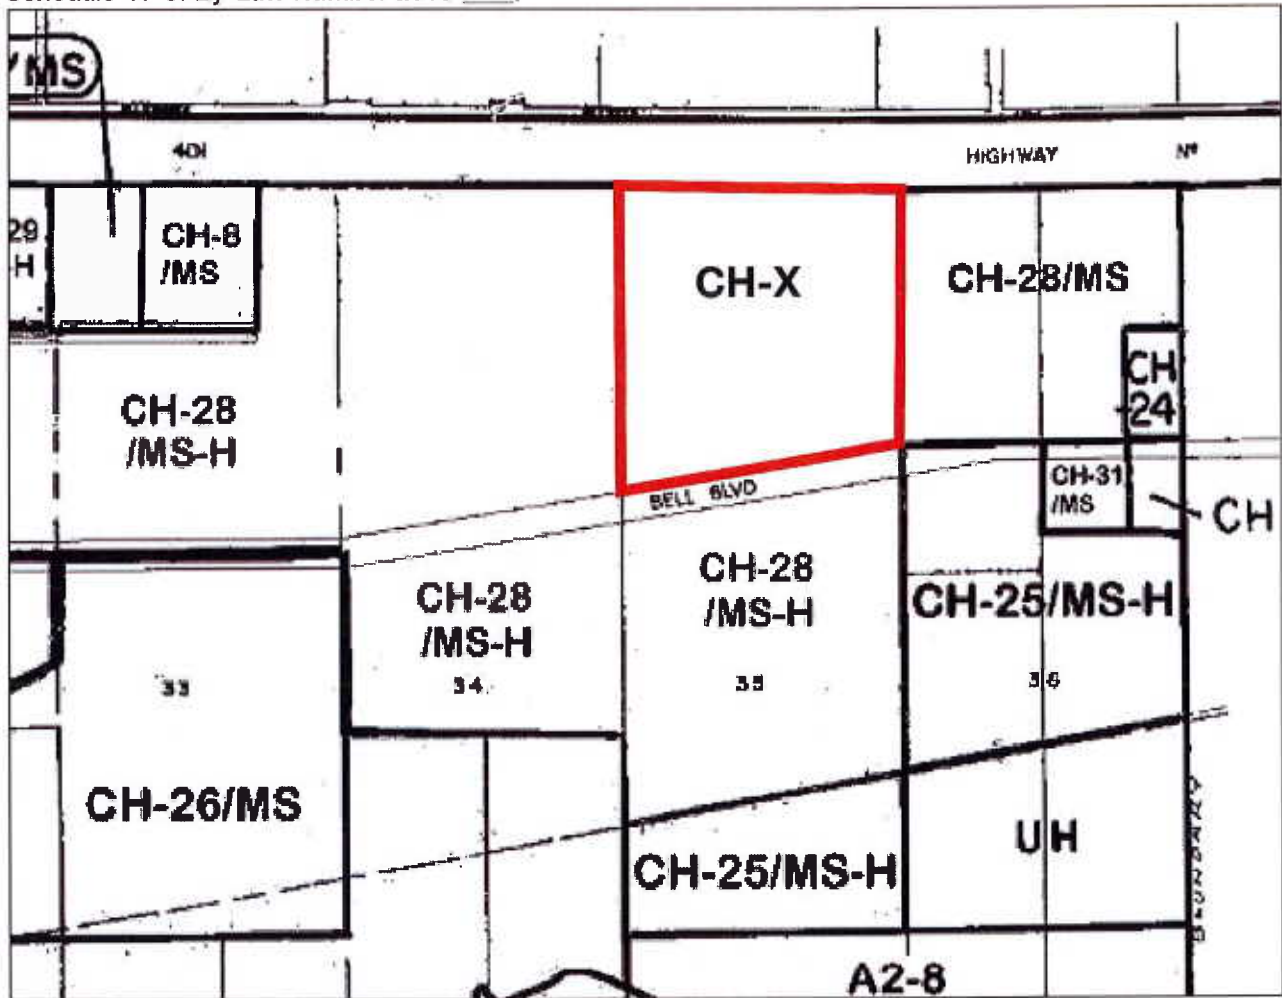 /MS
401
HIGHWAY
Nº
29
-H
CH-8
/MS
CH-X
CH-28/MS
CH
24
CH-28
/MS-H
BELL BLVD
CH-31
/MS
CH
CH-28
/MS-H
CH-28
/MS-H
CH-25/MS-H
33
34
35
36
CH-26/MS
CH-25/MS-H
UH
BOUNDARY
A2-8